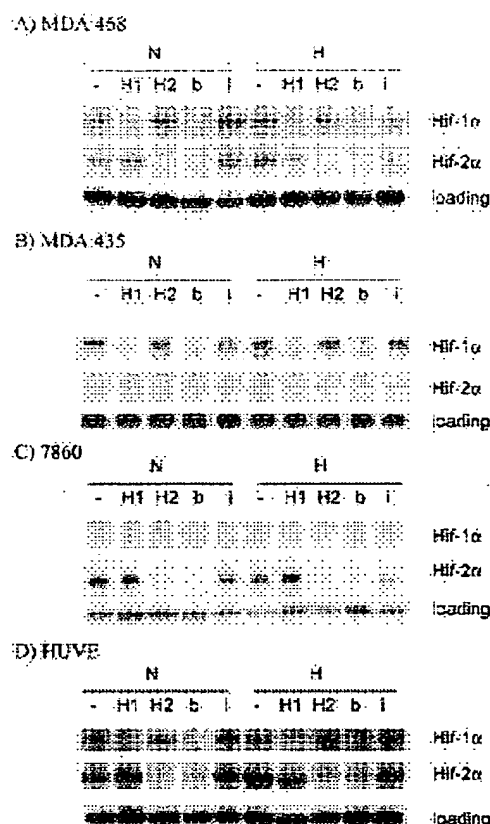 A) MDA 468
N H
- H1 H2 b i - H1 H2 b i
Hif-1α
Hif-2α
loading
B) MDA 435
N H
- H1 H2 b i - H1 H2 b i
Hif-1α
Hif-2α
loading
C) 7860
N H
- H1 H2 b i - H1 H2 b i
Hif-1α
Hif-2α
loading
D) HUVE
N H
- H1 H2 b i - H1 H2 b i
Hif-1α
Hif-2α
loading